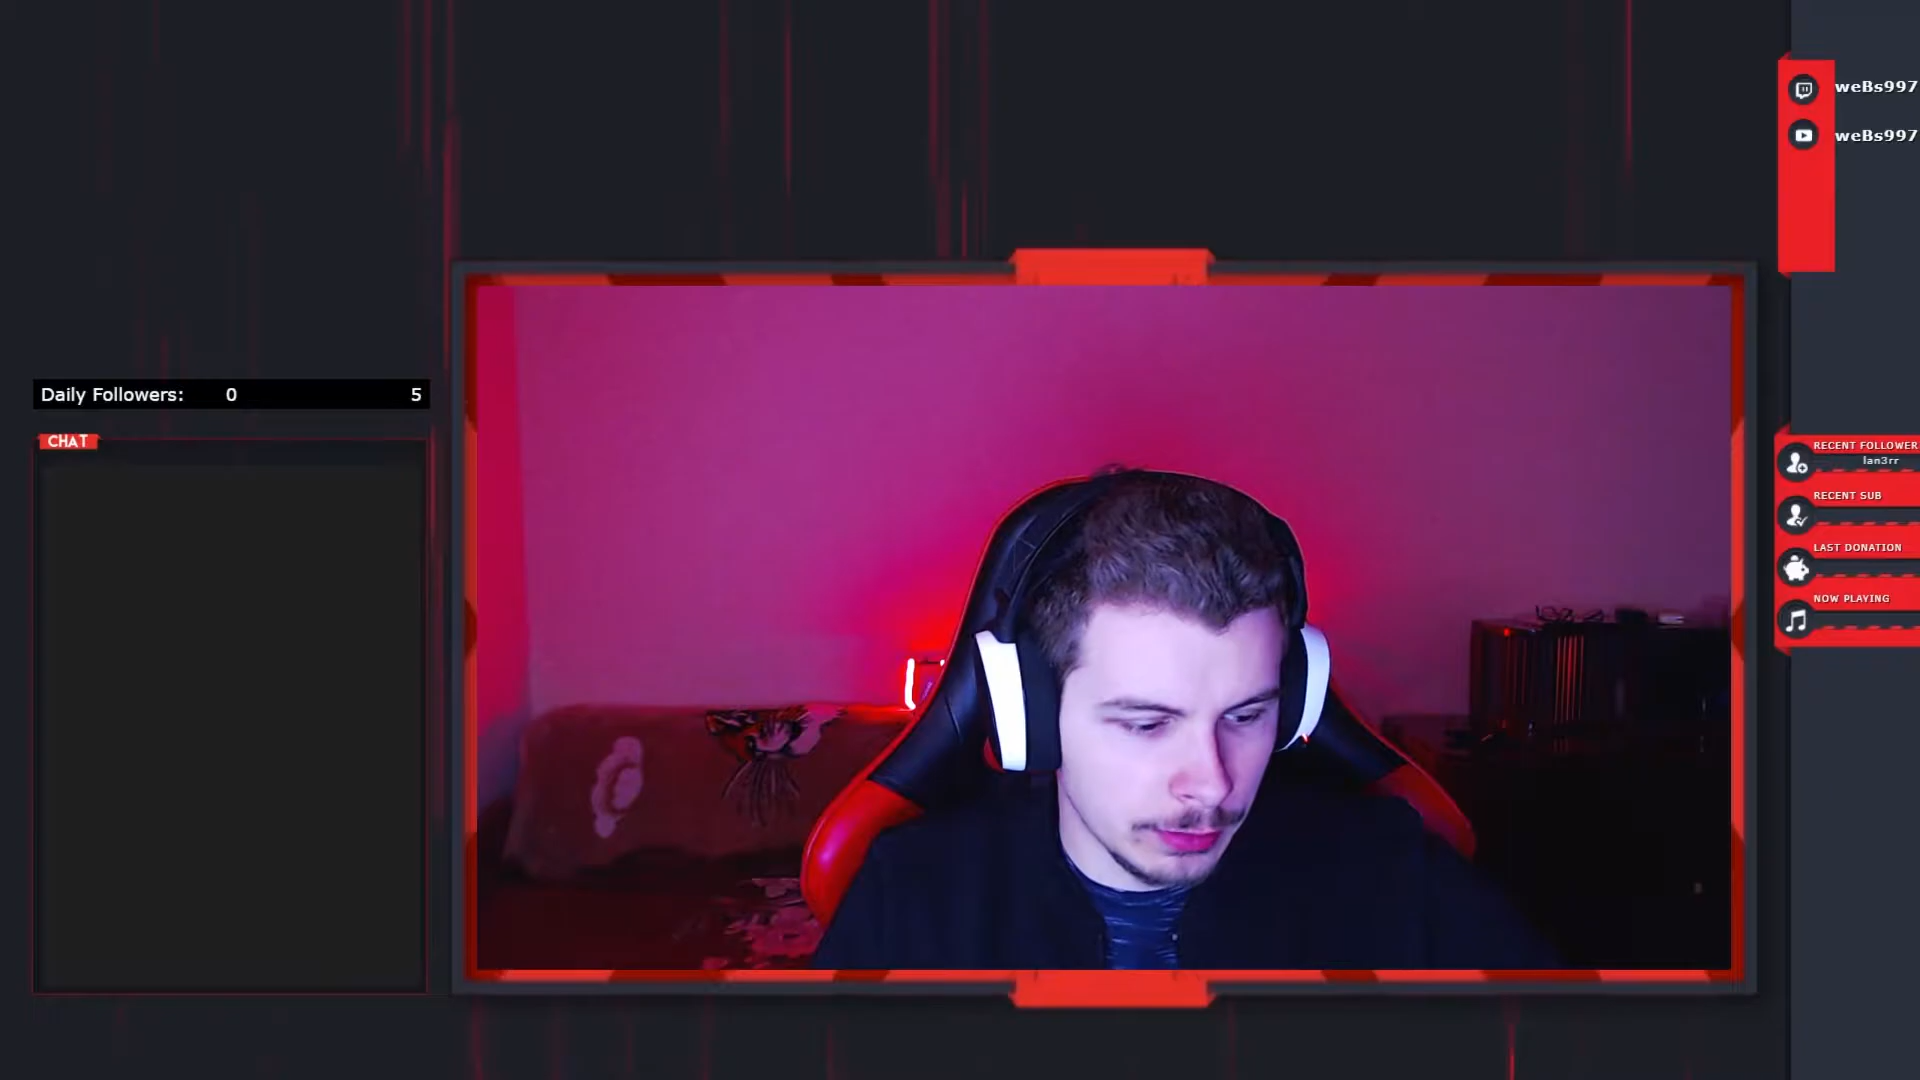 weBs997
weBs997
Daily Followers: 0 5
CHAT
RECENT FOLLOWER
lan3rr
RECENT SUB
LAST DONATION
NOW PLAYING